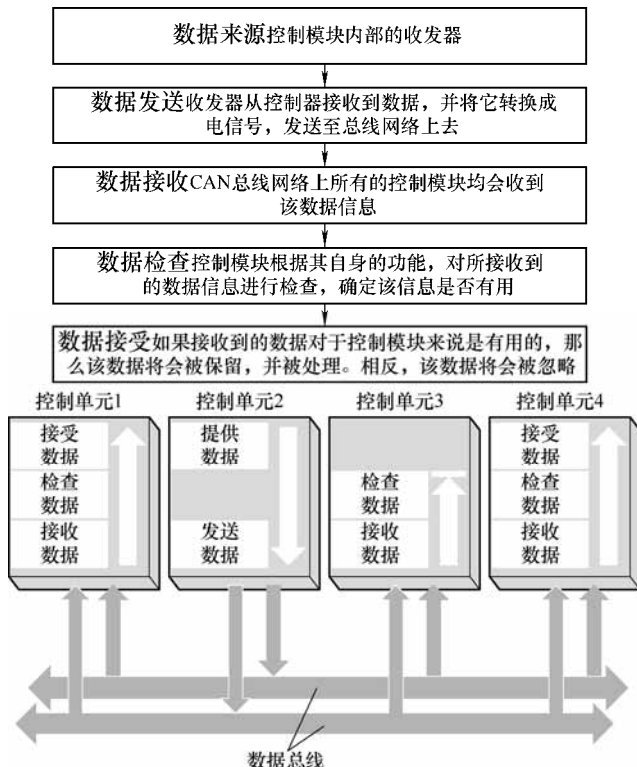 数据来源控制模块内部的收发器
数据发送收发器从控制器接收到数据，并将它转换成
电信号，发送至总线网络上去
数据接收CAN总线网络上所有的控制模块均会收到
该数据信息
数据检查控制模块根据其自身的功能，对所接收到
的数据信息进行检查，确定该信息是否有用
数据接受如果接收到的数据对于控制模块来说是有用的，那
么该数据将会被保留，并被处理。相反，该数据将会被忽略
控制单元1
控制单元2
控制单元3
控制单元4
接受
数据
检查
数据
接收
数据
提供
数据
发送
数据
检查
数据
接收
数据
接受
数据
检查
数据
接收
数据
数据总线